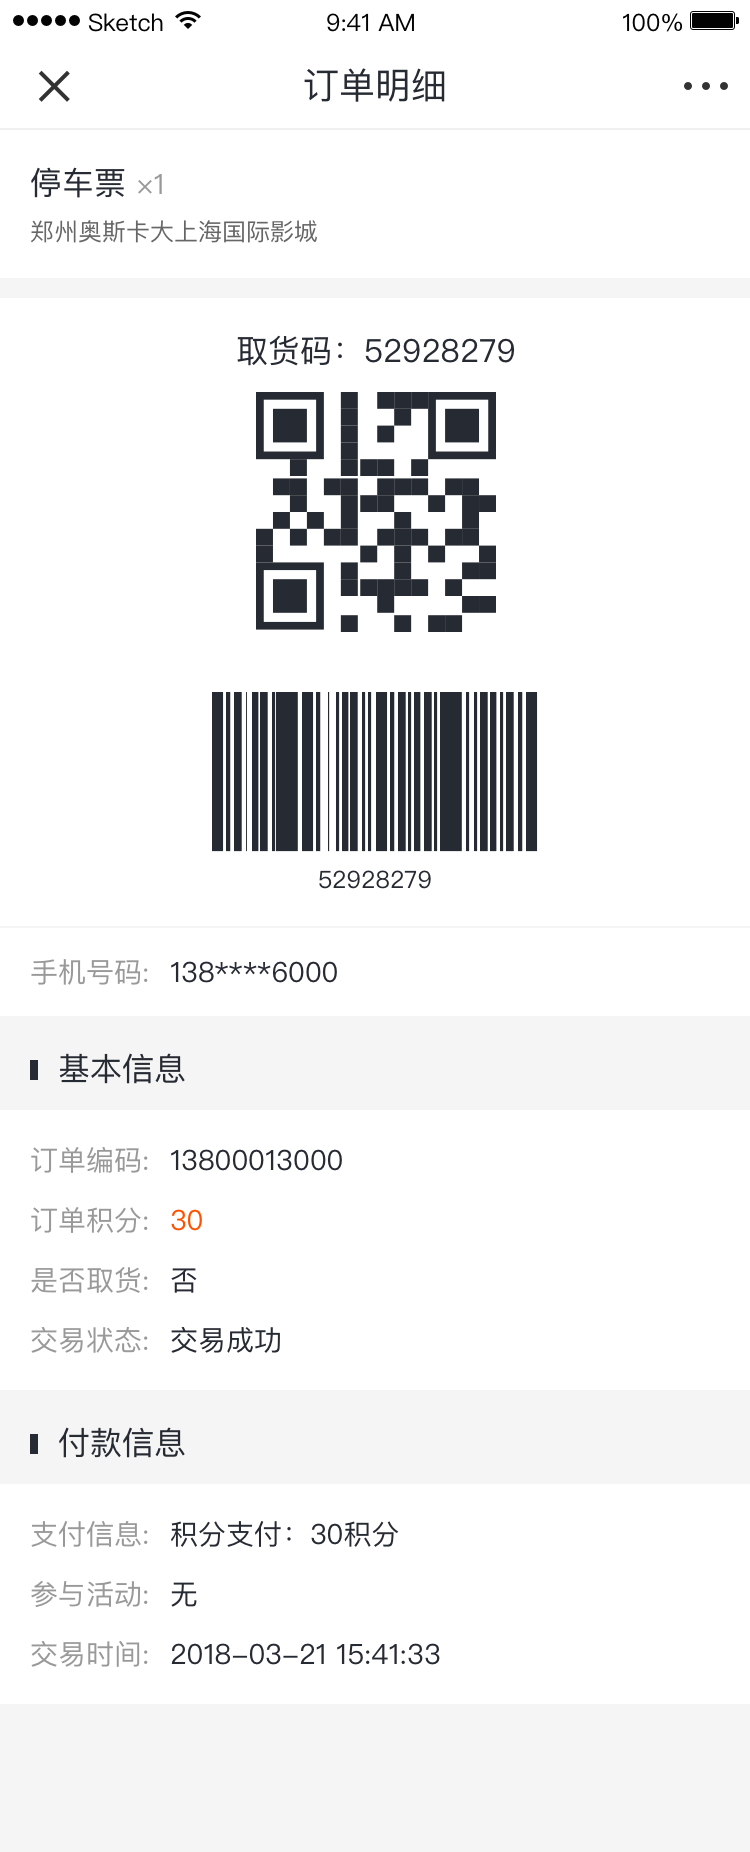 ●●●●● Sketch 9:41 AM 100%
订单明细
停车票 ×1
郑州奥斯卡大上海国际影城
取货码：52928279
52928279
手机号码: 138****6000
基本信息
订单编码: 13800013000
订单积分: 30
是否取货: 否
交易状态: 交易成功
付款信息
支付信息: 积分支付：30积分
参与活动: 无
交易时间: 2018-03-21 15:41:33